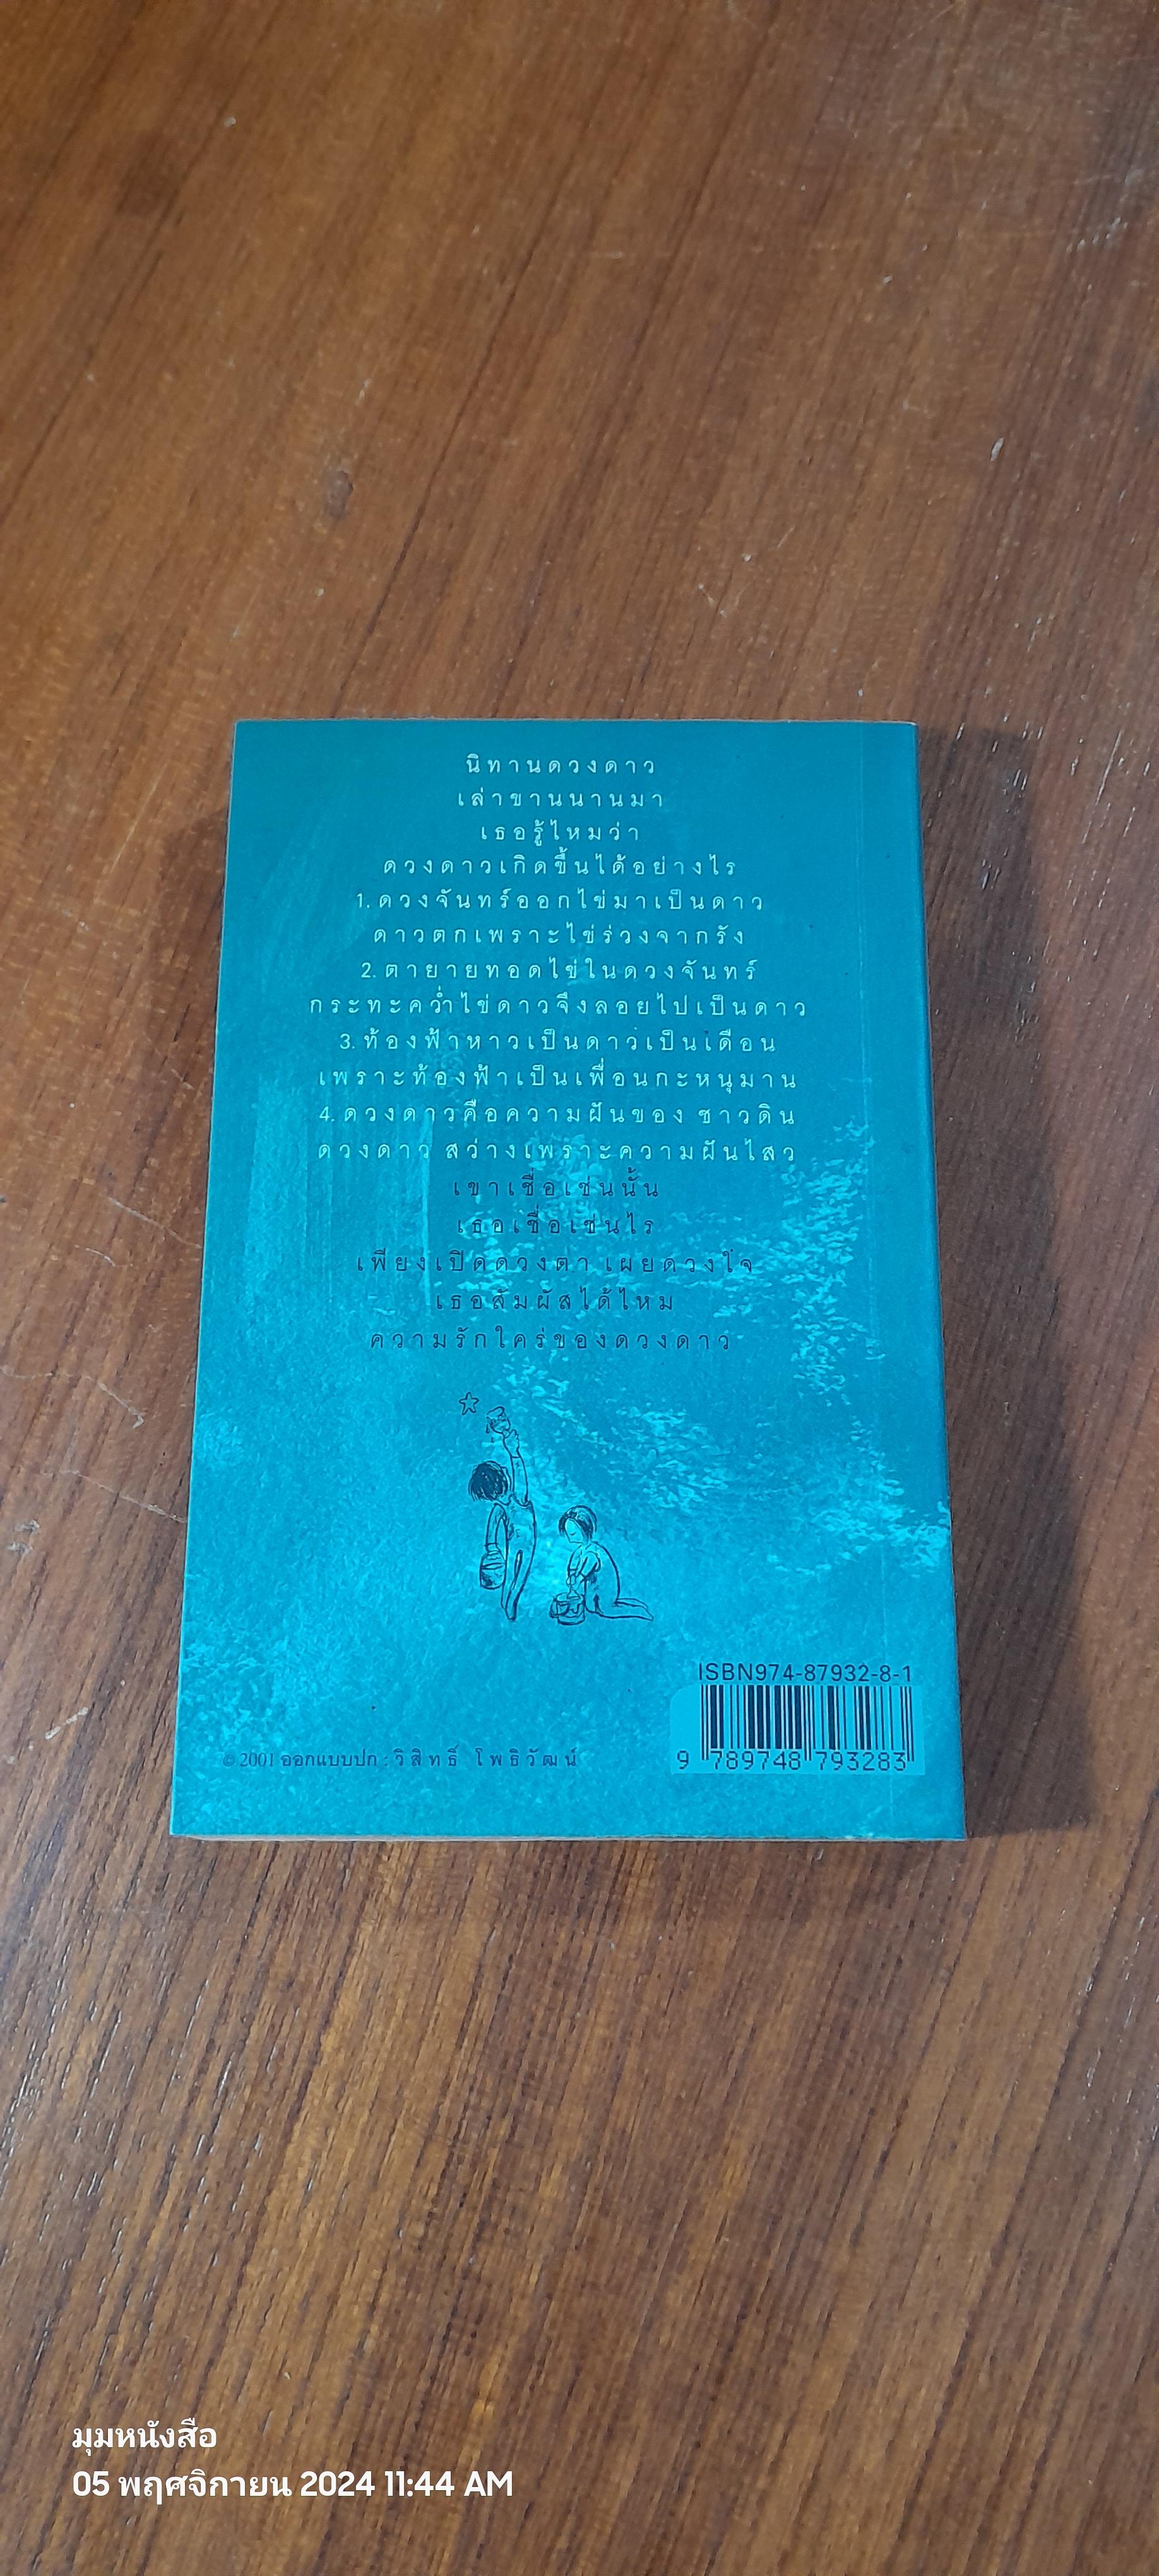 นิทานดวงดาว
เล่าขานนานมา
เธอรู้ไหมว่า
ดวงดาวเกิดขึ้นได้อย่างไร
1. ดวงจันทร์ออกไข่มาเป็นดาว
ดาวตกเพราะไข่ร่วงจากรัง
2. ตายายทอดไข่ในดวงจันทร์
กระทะคว่ำไข่ดาวจึงลอยไปเป็นดาว
3. ท้องฟ้าหาวเป็นดาวเป็นเดือน
เพราะท้องฟ้าเป็นเพื่อนกะหนุมาน
4. ดวงดาวคือความฝันของ ชาวดิน
ดวงดาว สว่างเพราะความฝันไสว
เขาเชื่อเช่นนั้น
เธอเชื่อเช่นไร
เพียงเปิดดวงตา เผยดวงใจ
เธอสัมผัสได้ไหม
ความรักใคร่ของดวงดาว
ISBN974-87932-8-1
9 789748 793283
© 2001 ออกแบบปก : วิสิทธิ์ โพธิวัฒน์
มุมหนังสือ
05 พฤศจิกายน 2024 11:44 AM